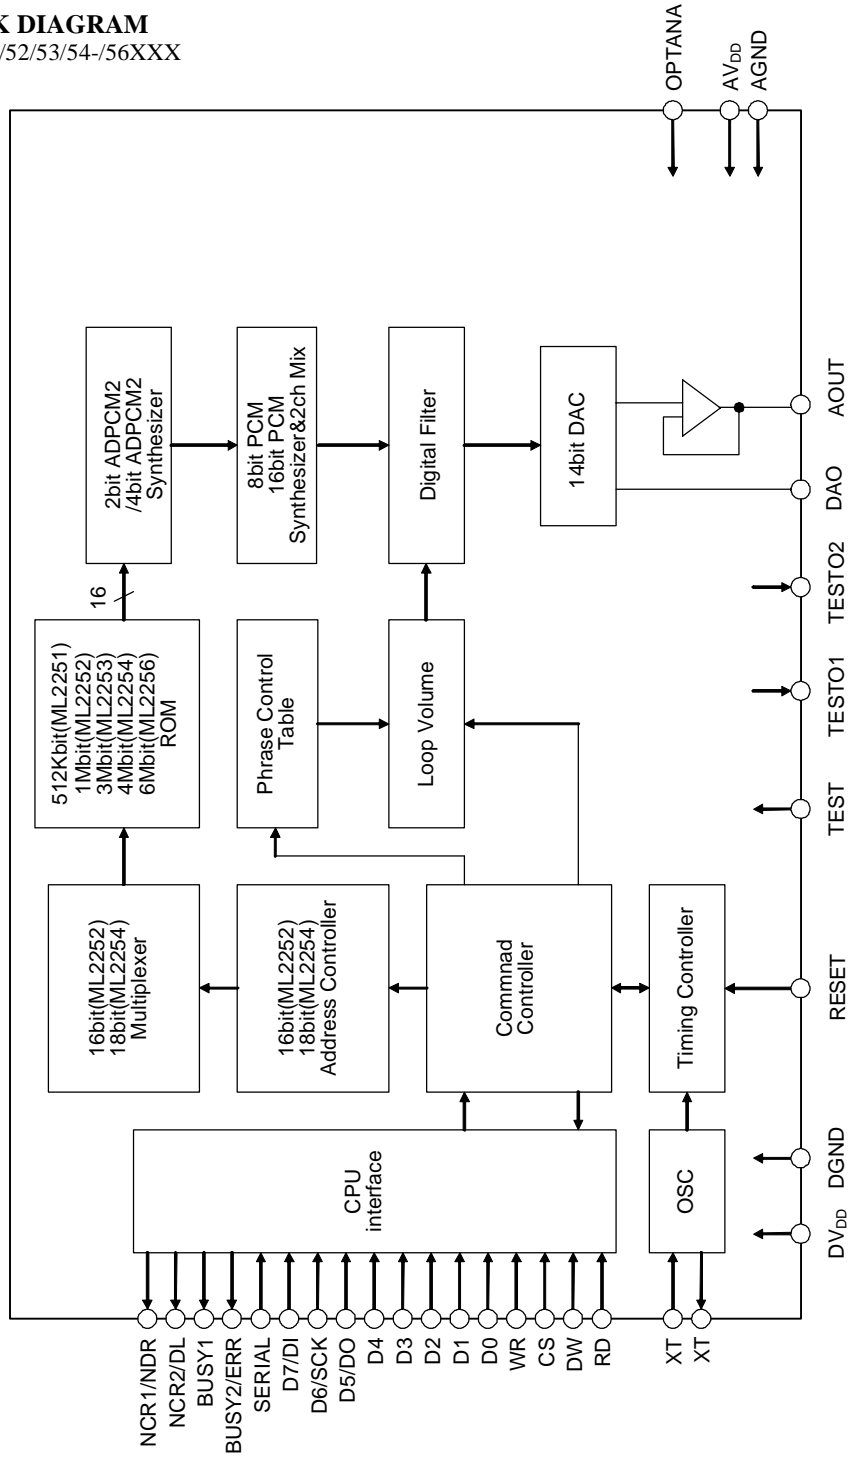 K DIAGRAM
/52/53/54-/56XXX
OPTANA
AVDD
AGND
2bit ADPCM2
/4bit ADPCM2
Synthesizer
8bit PCM
16bit PCM
Synthesizer&2ch Mix
Digital Filter
14bit DAC
16
512Kbit(ML2251)
1Mbit(ML2252)
3Mbit(ML2253)
4Mbit(ML2254)
6Mbit(ML2256)
ROM
Phrase Control
Table
Loop Volume
16bit(ML2252)
18bit(ML2254)
Multiplexer
16bit(ML2252)
18bit(ML2254)
Address Controller
Commnad
Controller
Timing Controller
CPU
interface
OSC
NCR1/NDR
NCR2/DL
BUSY1
BUSY2/ERR
SERIAL
D7/DI
D6/SCK
D5/DO
D4
D3
D2
D1
D0
WR
CS
DW
RD
XT
XT
DVDD
DGND
RESET
TEST
TESTO1
TESTO2
DAO
AOUT